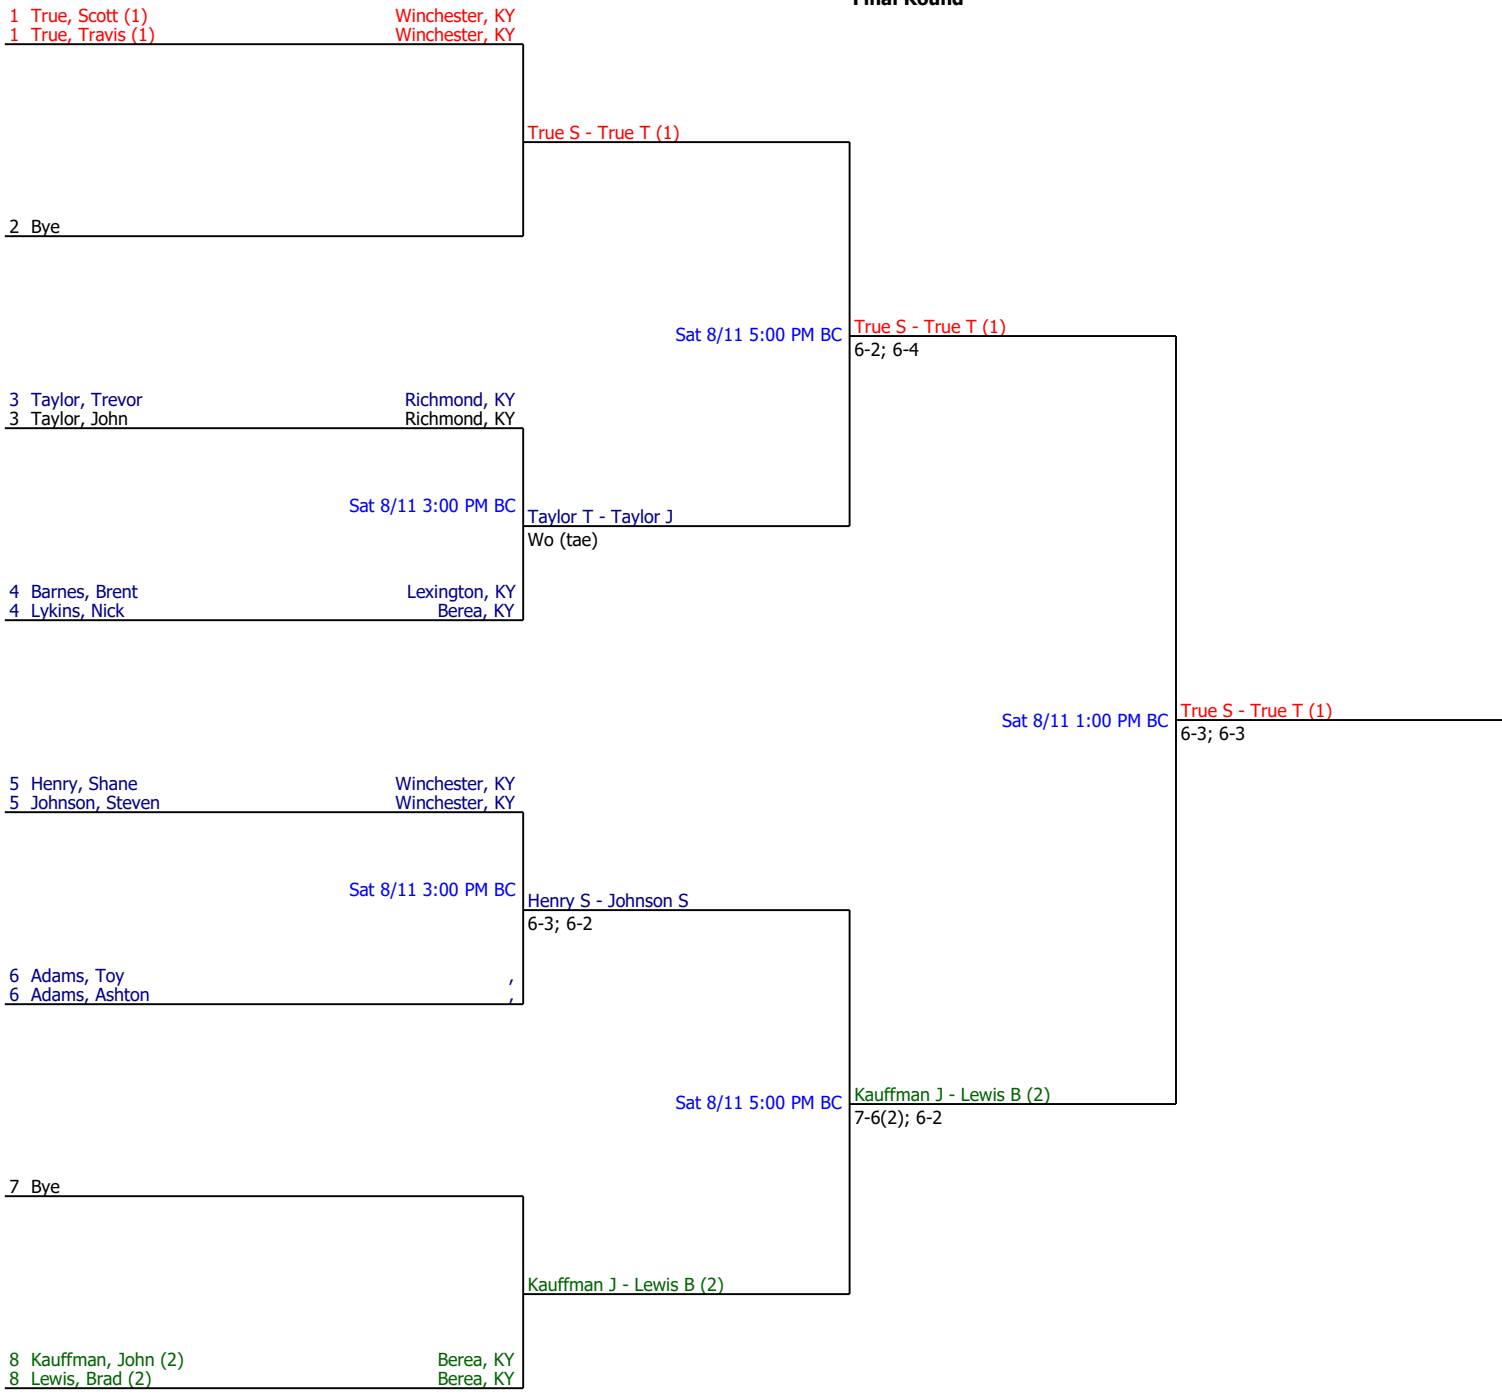 Final Round
1 True, Scott (1) Winchester, KY
1 True, Travis (1) Winchester, KY
True S - True T (1)
2 Bye
Sat 8/11 5:00 PM BC True S - True T (1)
6-2; 6-4
3 Taylor, Trevor Richmond, KY
3 Taylor, John Richmond, KY
Sat 8/11 3:00 PM BC Taylor T - Taylor J
Wo (tae)
4 Barnes, Brent Lexington, KY
4 Lykins, Nick Berea, KY
Sat 8/11 1:00 PM BC True S - True T (1)
6-3; 6-3
5 Henry, Shane Winchester, KY
5 Johnson, Steven Winchester, KY
Sat 8/11 3:00 PM BC Henry S - Johnson S
6-3; 6-2
6 Adams, Toy ,
6 Adams, Ashton ,
Sat 8/11 5:00 PM BC Kauffman J - Lewis B (2)
7-6(2); 6-2
7 Bye
Kauffman J - Lewis B (2)
8 Kauffman, John (2) Berea, KY
8 Lewis, Brad (2) Berea, KY